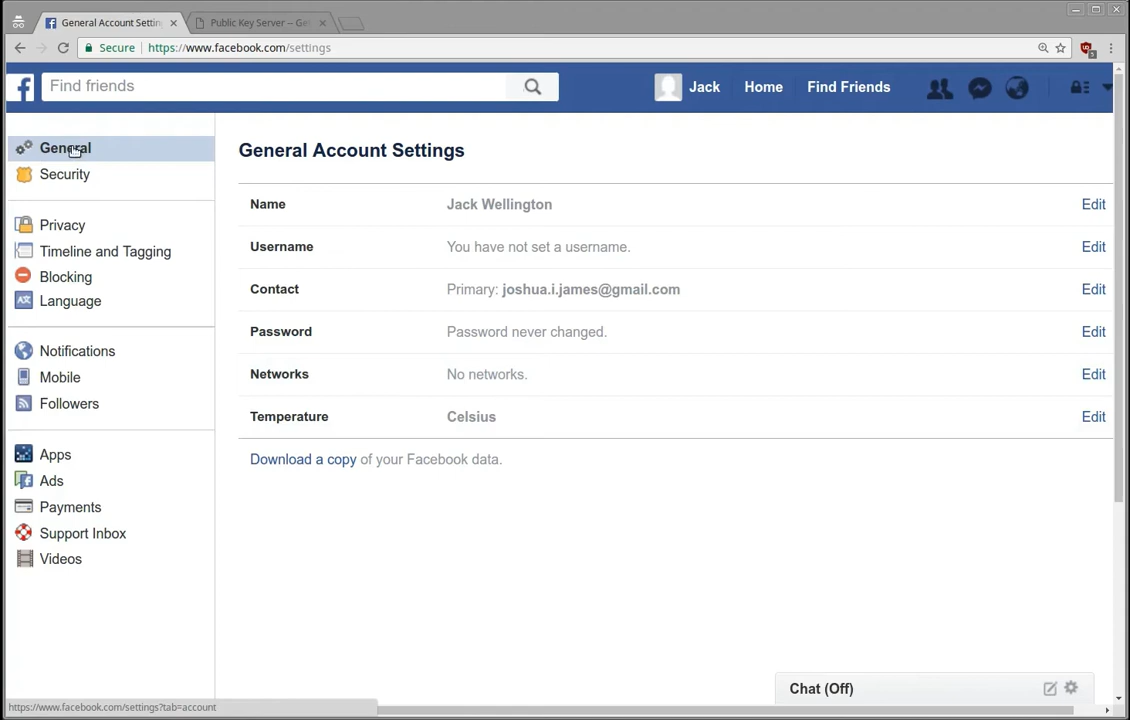 General Account Settin
Public Key Server -- Ge
Secure
https://www.facebook.com/settings
Find friends
Jack
Home
Find Friends
General
Security
Privacy
Timeline and Tagging
Blocking
Language
Notifications
Mobile
Followers
Apps
Ads
Payments
Support Inbox
Videos
General Account Settings
Name Jack Wellington Edit
Username You have not set a username. Edit
Contact Primary: joshua.i.james@gmail.com Edit
Password Password never changed. Edit
Networks No networks. Edit
Temperature Celsius Edit
Download a copy of your Facebook data.
Chat (Off)
https://www.facebook.com/settings?tab=account